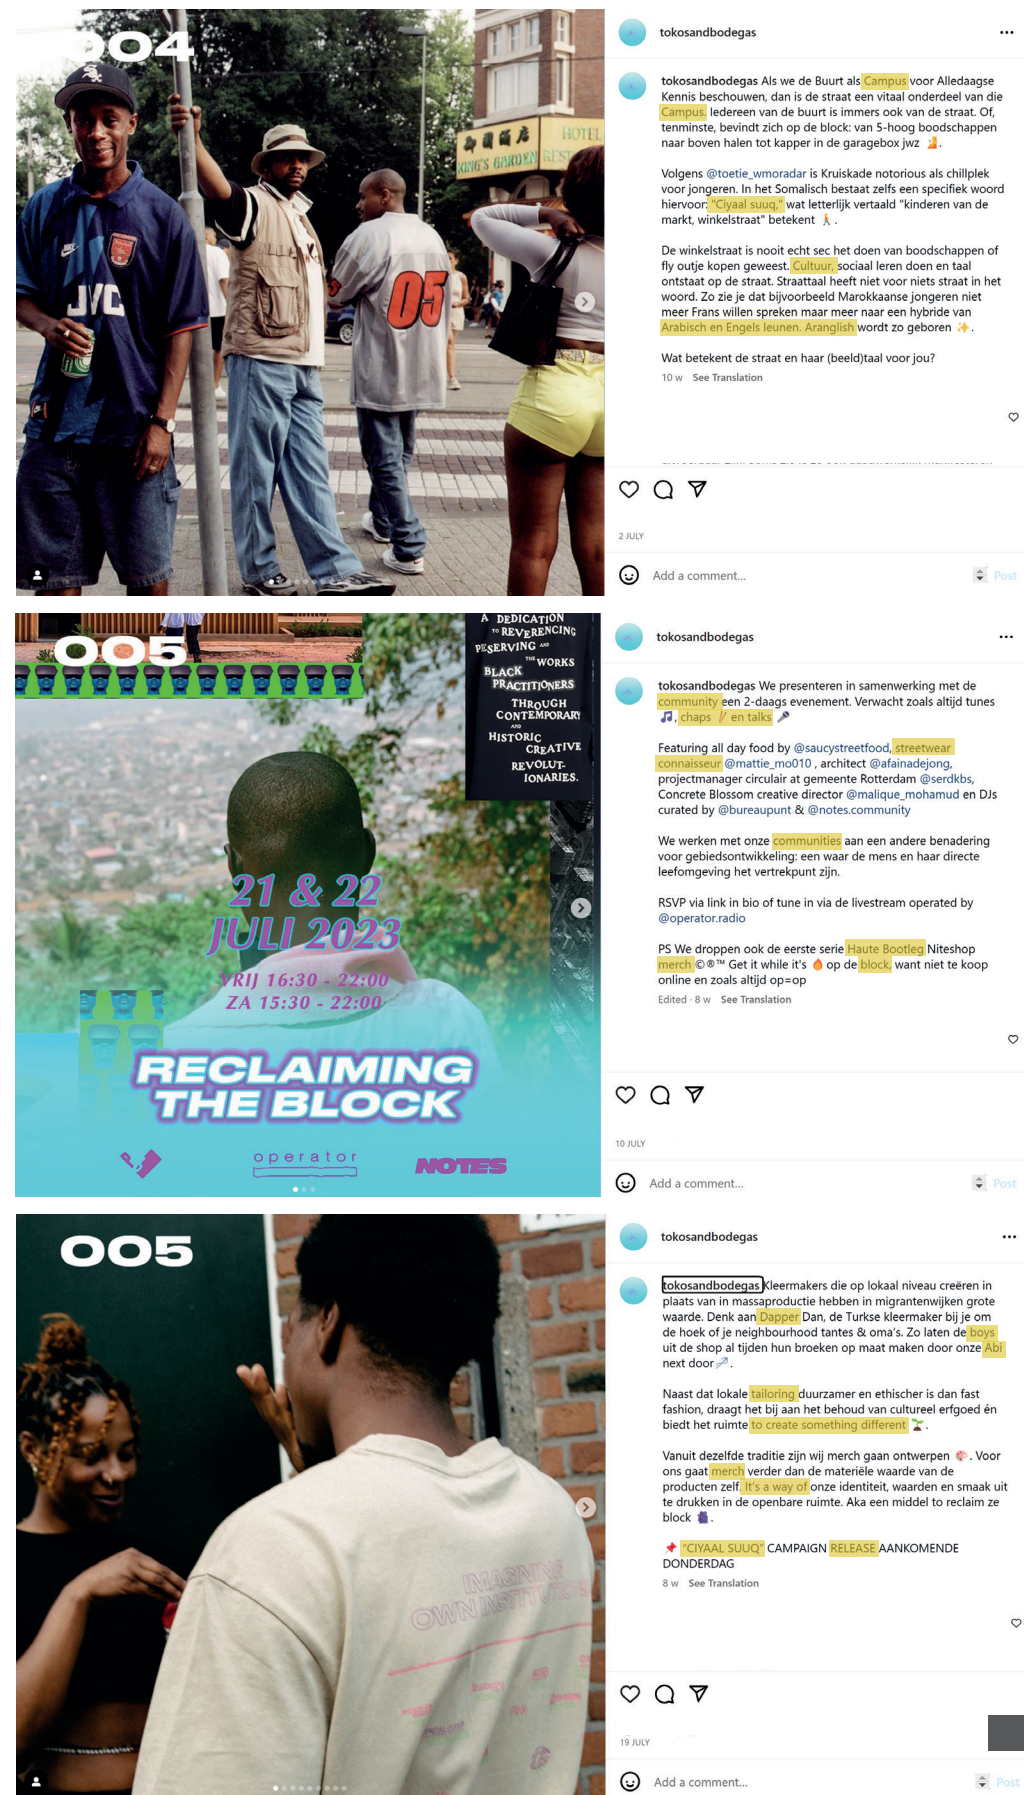 004
KING'S GARDEN REST
HOTEL
JVC
05
tokosandbodegas
tokosandbodegas Als we de Buurt als Campus voor Alledaagse
Kennis beschouwen, dan is de straat een vitaal onderdeel van die
Campus. Iedereen van de buurt is immers ook van de straat. Of,
tenminste, bevindt zich op de block: van 5-hoog boodschappen
naar boven halen tot kapper in de garagebox jwz 💇.
Volgens @toetie_wmoradar is Kruiskade notorious als chillplek
voor jongeren. In het Somalisch bestaat zelfs een specifiek woord
hiervoor: "Ciyaal suuq," wat letterlijk vertaald "kinderen van de
markt, winkelstraat" betekent 🚶.
De winkelstraat is nooit echt sec het doen van boodschappen of
fly outje kopen geweest. Cultuur, sociaal leren doen en taal
ontstaat op de straat. Straattaal heeft niet voor niets straat in het
woord. Zo zie je dat bijvoorbeeld Marokkaanse jongeren niet
meer Frans willen spreken maar meer naar een hybride van
Arabisch en Engels leunen. Aranglish wordt zo geboren ✨.
Wat betekent de straat en haar (beeld)taal voor jou?
10 w See Translation
2 JULY
Add a comment...
Post
005
A DEDICATION
TO REVERENCING
PESERVING AND
THE WORKS
BLACK
PRACTITIONERS
THROUGH
CONTEMPORARY
AND
HISTORIC
CREATIVE
REVOLUT-
IONARIES.
21 & 22
JULI 2023
VRIJ 16:30 - 22:00
ZA 15:30 - 22:00
RECLAIMING
THE BLOCK
operator
NOTES
tokosandbodegas
tokosandbodegas We presenteren in samenwerking met de
community een 2-daags evenement. Verwacht zoals altijd tunes
🎵, chaps 🥢 en talks 🎤
Featuring all day food by @saucystreetfood, streetwear
connaisseur @mattie_mo010 , architect @afainadejong,
projectmanager circulair at gemeente Rotterdam @serdkbs,
Concrete Blossom creative director @malique_mohamud en DJs
curated by @bureaupunt & @notes.community
We werken met onze communities aan een andere benadering
voor gebiedsontwikkeling: een waar de mens en haar directe
leefomgeving het vertrekpunt zijn.
RSVP via link in bio of tune in via de livestream operated by
@operator.radio
PS We droppen ook de eerste serie Haute Bootleg Niteshop
merch ©®™ Get it while it's 🔥 op de block, want niet te koop
online en zoals altijd op=op
Edited · 8 w See Translation
10 JULY
Add a comment...
Post
005
IMAGINING
OWN INSTITUTIONS
tokosandbodegas
tokosandbodegas Kleermakers die op lokaal niveau creëren in
plaats van in massaproductie hebben in migrantenwijken grote
waarde. Denk aan Dapper Dan, de Turkse kleermaker bij je om
de hoek of je neighbourhood tantes & oma's. Zo laten de boys
uit de shop al tijden hun broeken op maat maken door onze Abi
next door🪡.
Naast dat lokale tailoring duurzamer en ethischer is dan fast
fashion, draagt het bij aan het behoud van cultureel erfgoed én
biedt het ruimte to create something different 🌱.
Vanuit dezelfde traditie zijn wij merch gaan ontwerpen 🎨. Voor
ons gaat merch verder dan de materiële waarde van de
producten zelf. It's a way of onze identiteit, waarden en smaak uit
te drukken in de openbare ruimte. Aka een middel to reclaim ze
block 🫂.
📌 "CIYAAL SUUQ" CAMPAIGN RELEASE AANKOMENDE
DONDERDAG
8 w See Translation
19 JULY
Add a comment...
Post